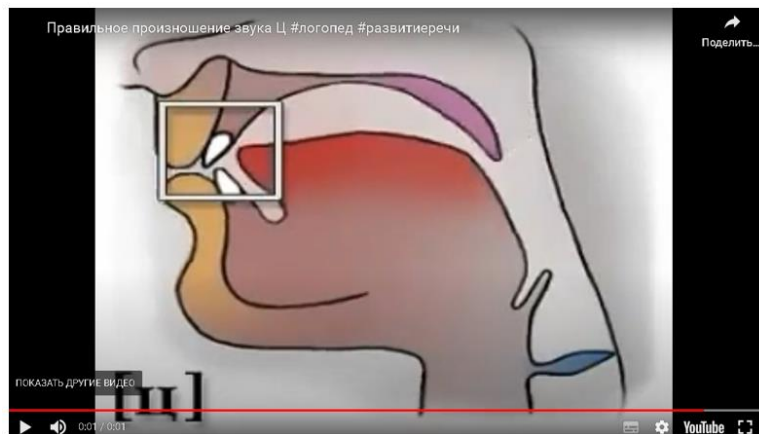 Правильное произношение звука Ц #логопед #развитиеречи
Поделить...
ПОКАЗАТЬ ДРУГИЕ ВИДЕО
[ц]
0:01 / 0:01
YouTube